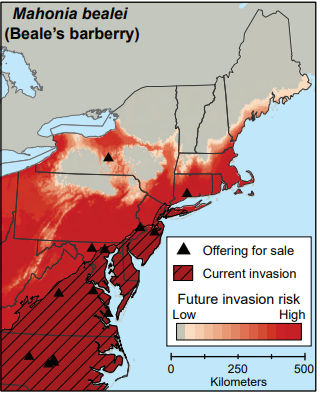 Mahonia bealei
(Beale's barberry)
Offering for sale
Current invasion
Future invasion risk
Low High
0 250 500
Kilometers